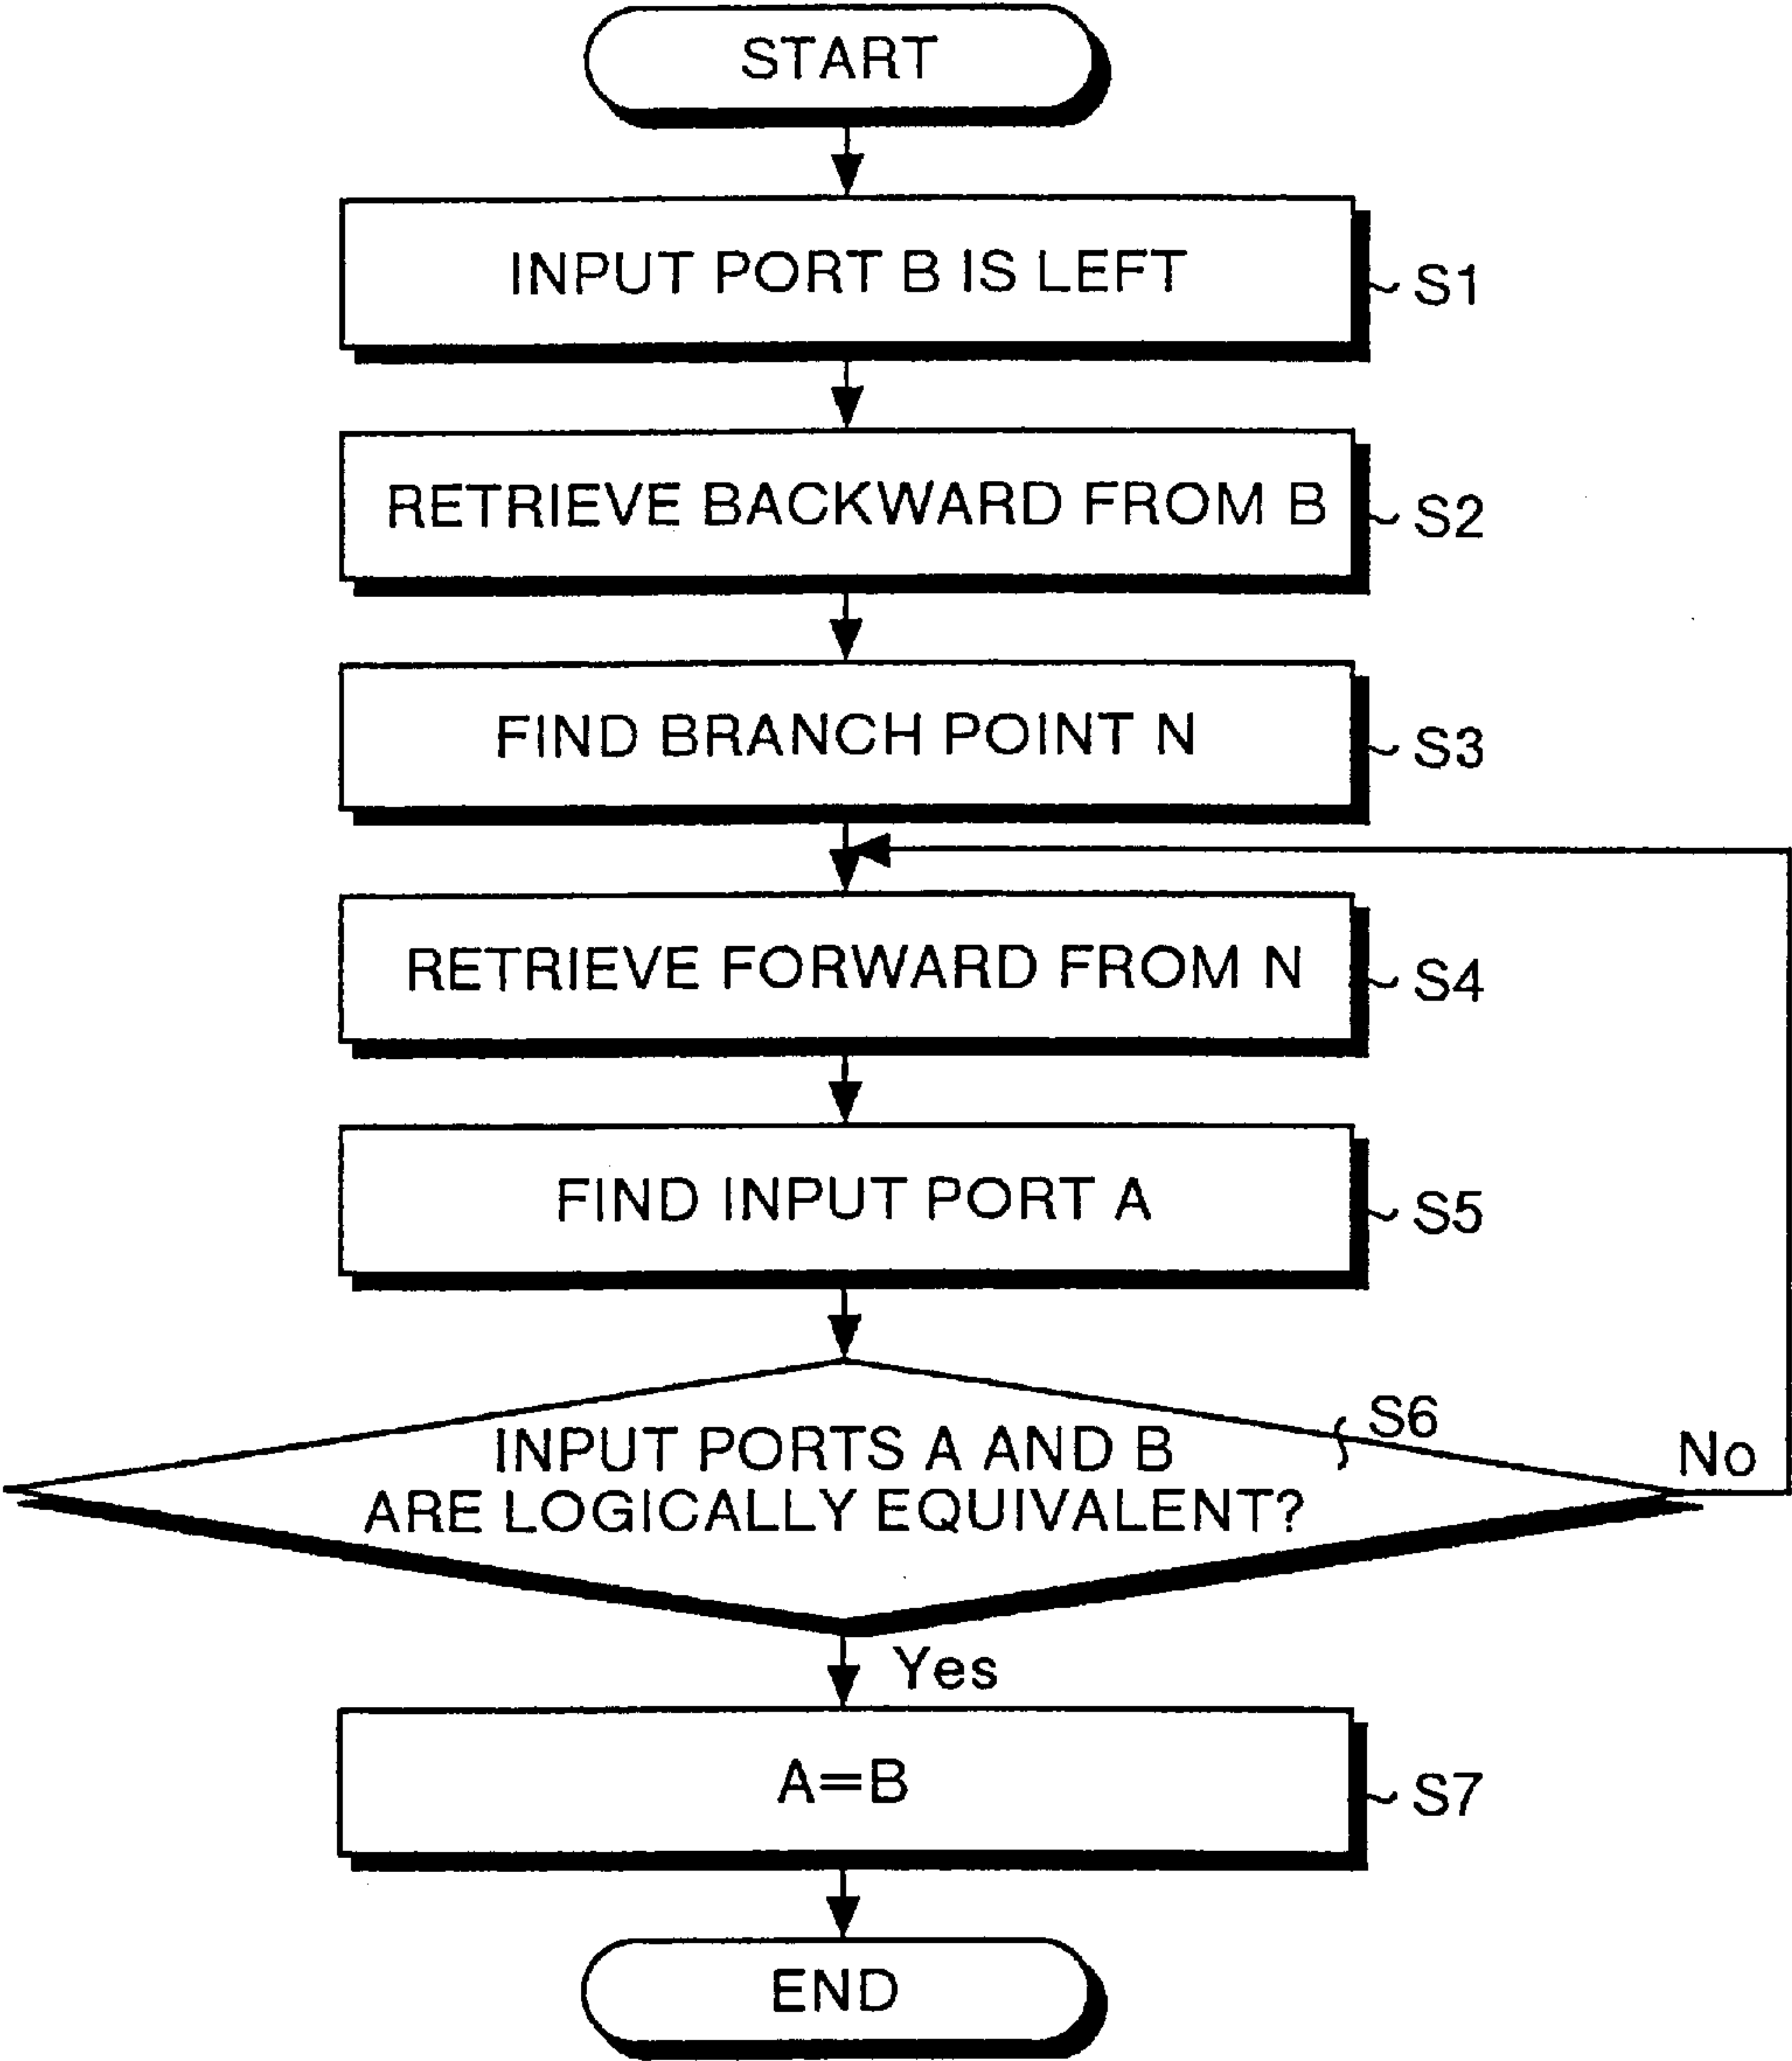 START
INPUT PORT B IS LEFT
S1
RETRIEVE BACKWARD FROM B
S2
FIND BRANCH POINT N
S3
RETRIEVE FORWARD FROM N
S4
FIND INPUT PORT A
S5
S6
INPUT PORTS A AND B
ARE LOGICALLY EQUIVALENT?
No
Yes
A=B
S7
END